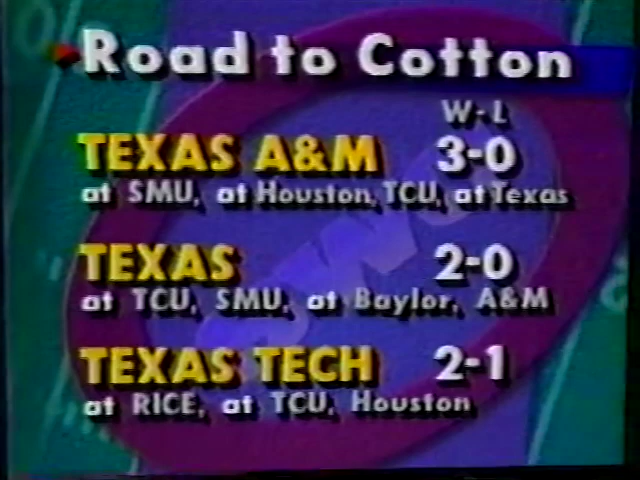 Road to Cotton
W-L
TEXAS A&M 3-0
at SMU, at Houston, TCU, at Texas
TEXAS 2-0
at TCU, SMU, at Baylor, A&M
TEXAS TECH 2-1
at RICE, at TCU, Houston
SWC